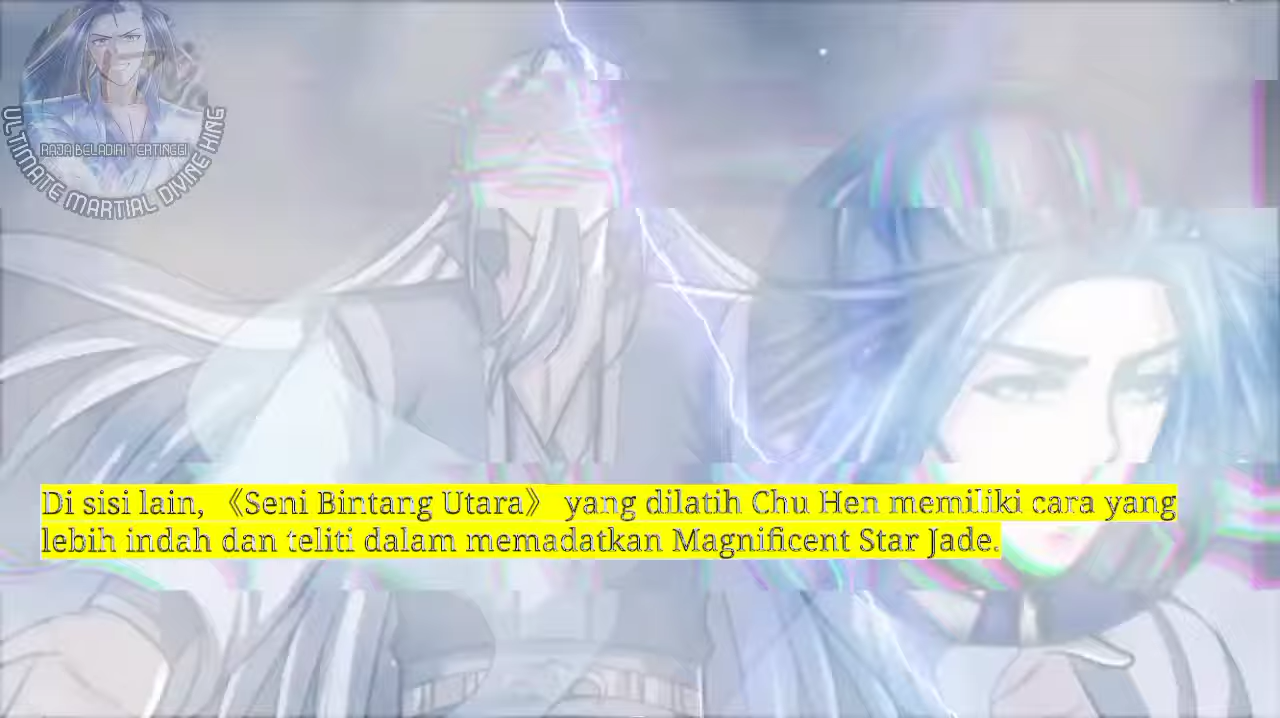 RAJA BELADIRI TERTINGGI
ULTIMATE MARTIAL DIVINE KING
Di sisi lain, 《Seni Bintang Utara》 yang dilatih Chu Hen memiliki cara yang
lebih indah dan teliti dalam memadatkan Magnificent Star Jade.